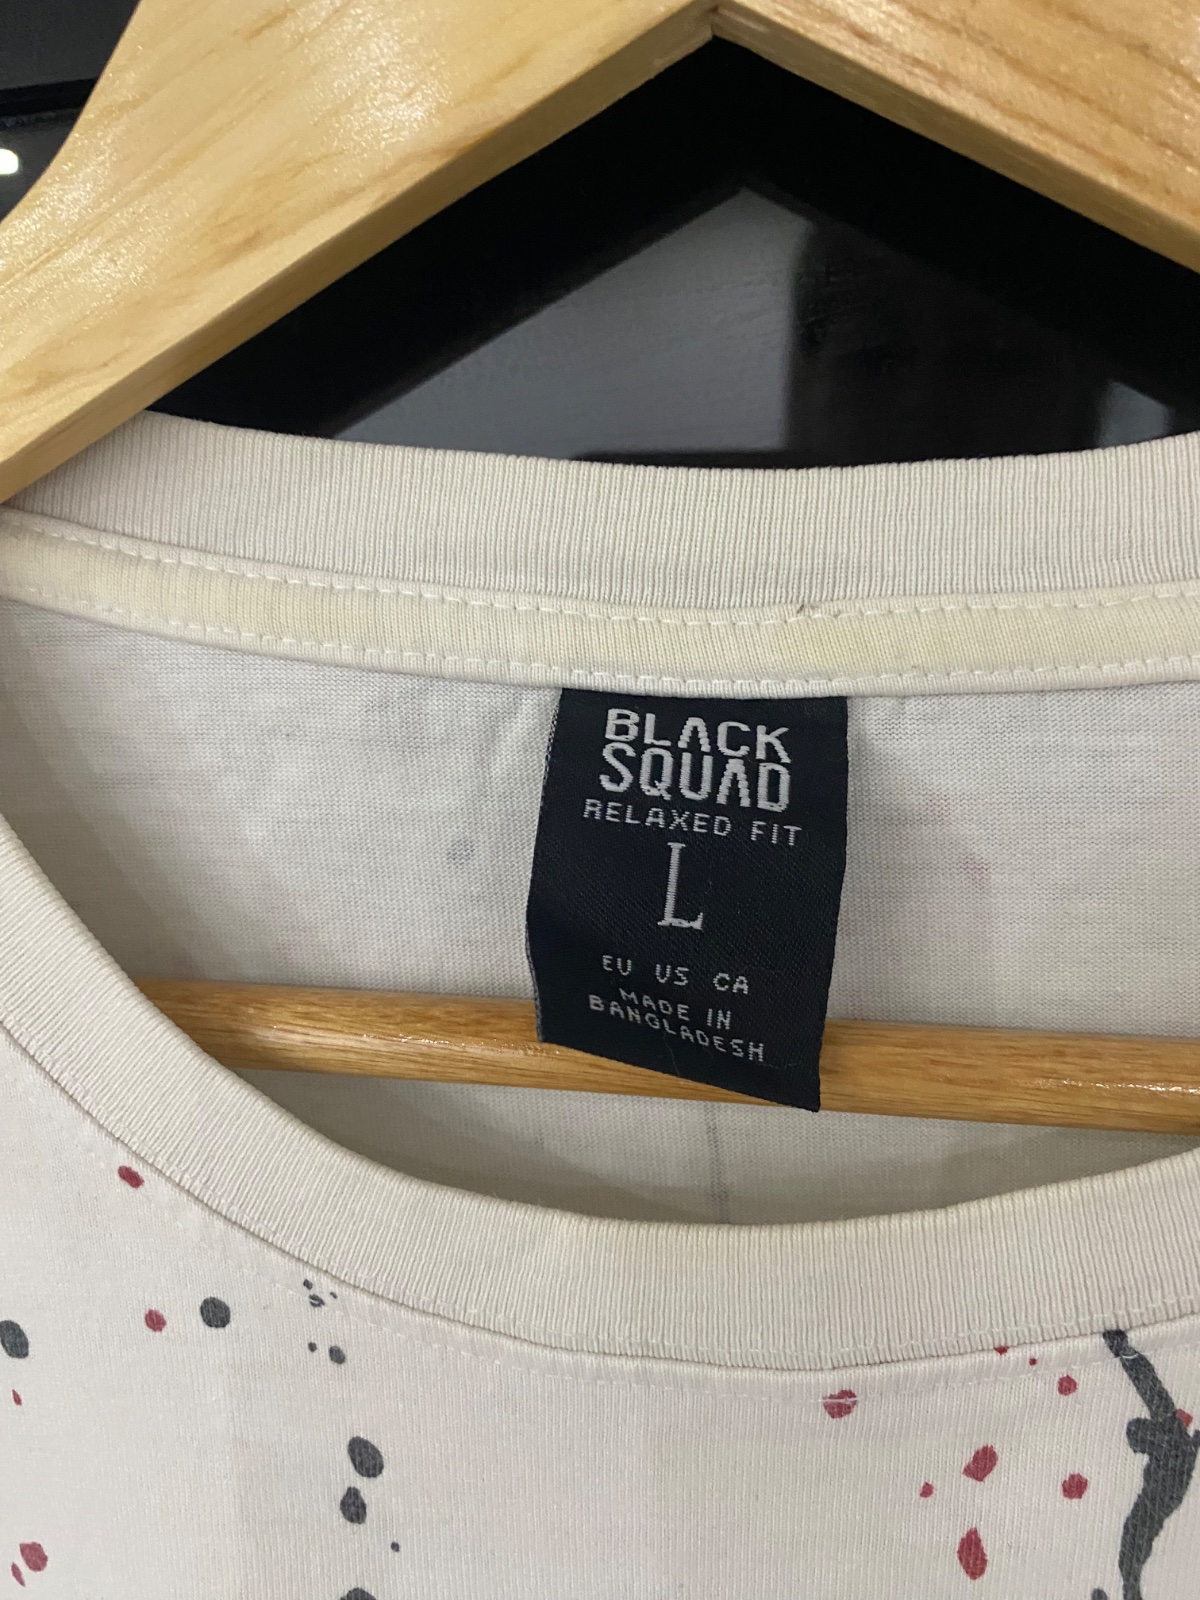 BLACK
SQUAD
RELAXED FIT
L
EU US CA
MADE IN
BANGLADESH